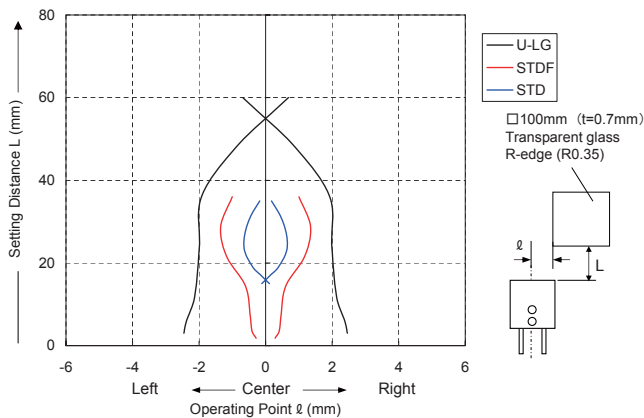 80
60
40
20
0
Setting Distance L (mm)
-6
-4
-2
0
2
4
6
Left
Center
Right
Operating Point ℓ (mm)
U-LG
STDF
STD
□100mm (t=0.7mm)
Transparent glass
R-edge (R0.35)
ℓ
L